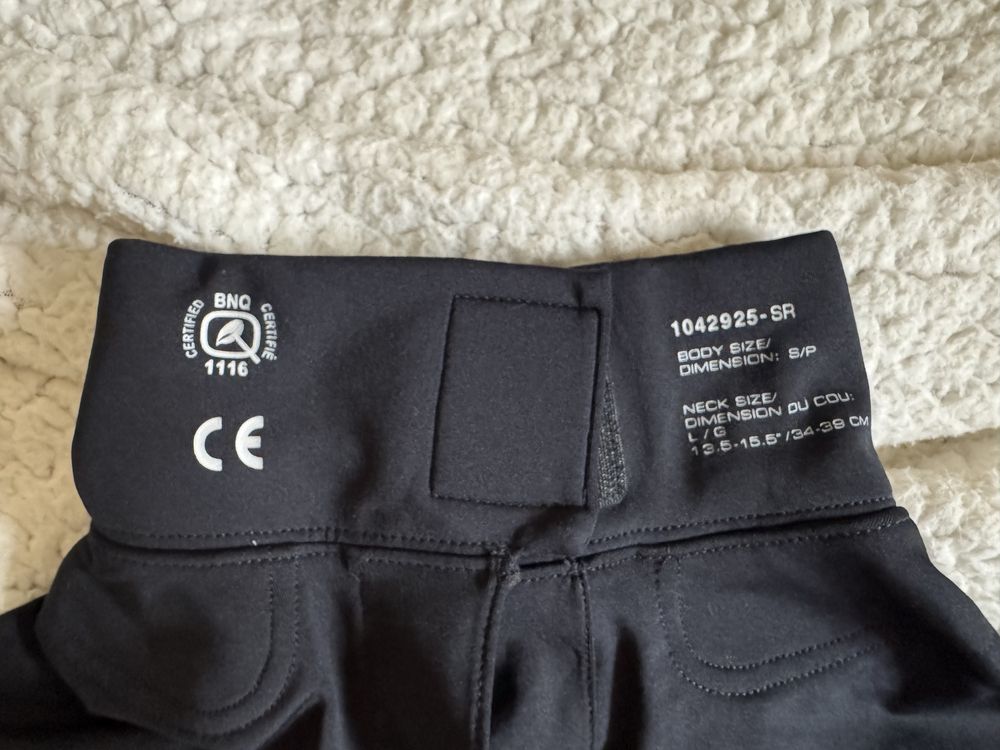 BNQ
CERTIFIED
CERTIFIÉ
1116
CE
1042925-SR
BODY SIZE/
DIMENSION: S/P
NECK SIZE/
DIMENSION DU COU:
L / G
13.5-15.5"/34-39 CM